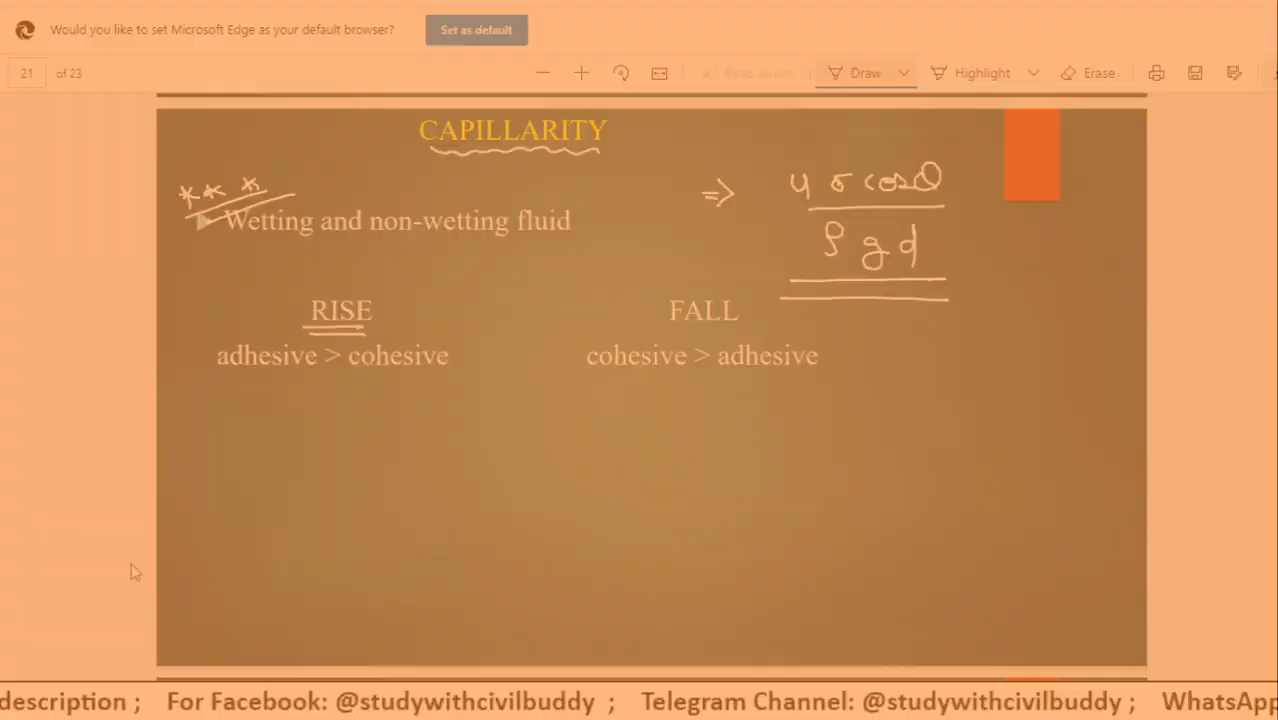 Would you like to set Microsoft Edge as your default browser? Set as default
21 of 23 Draw Highlight Erase
CAPILLARITY
⇒ 4 σ cosθ
ρ g d
*** Wetting and non-wetting fluid
RISE FALL
adhesive > cohesive cohesive > adhesive
description ; For Facebook: @studywithcivilbuddy ; Telegram Channel: @studywithcivilbuddy ; WhatsApp